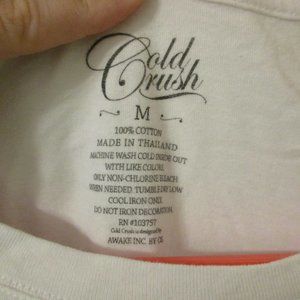 Cold
Crush
M
100% COTTON
MADE IN THAILAND
MACHINE WASH COLD INSIDE OUT
WITH LIKE COLORS.
ONLY NON-CHLORINE BLEACH
WHEN NEEDED. TUMBLE DRY LOW
COOL IRON ONLY.
DO NOT IRON DECORATION.
RN #103757
Cold Crush is designed by
AWAKE INC. BY CS